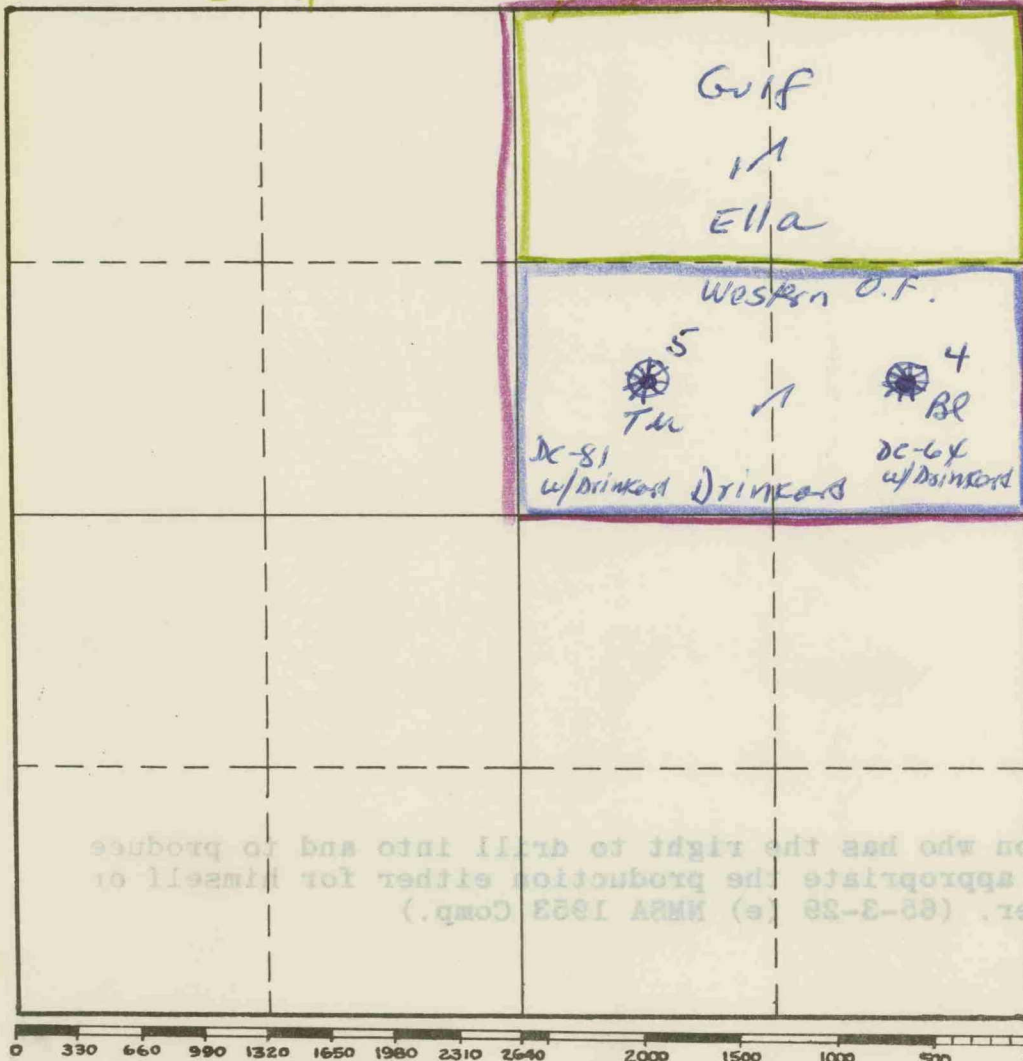 Gulf
Ella
Western O.F.
5
4
Tu
Bl
DC-81
w/Drinkard
Drinkard
DC-64
w/Drinkard
on who has the right to drill into and to produce
appropriate the production either for himself or
er. (65-3-29 (e) NMSA 1953 Comp.)
0 330 660 990 1320 1650 1980 2310 2640 2000 1500 1000 500